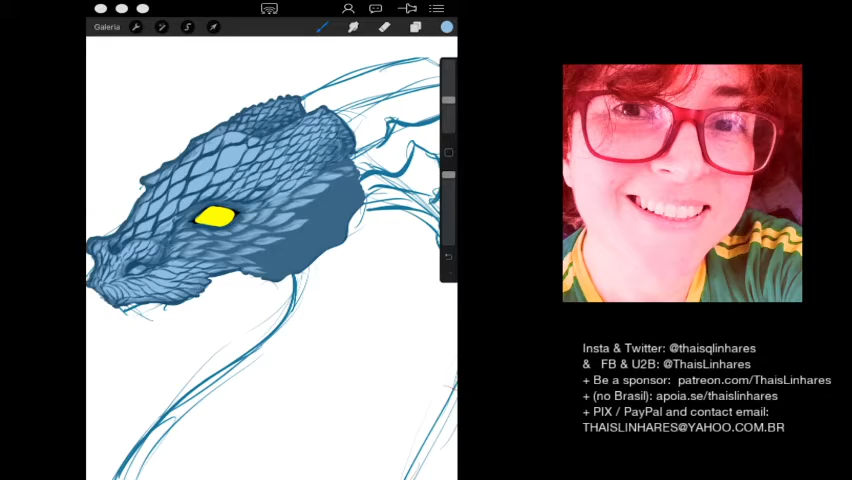 Galeria
Insta & Twitter: @thaisqlinhares
& FB & U2B: @ThaisLinhares
+ Be a sponsor: patreon.com/ThaisLinhares
+ (no Brasil): apoia.se/thaislinhares
+ PIX / PayPal and contact email:
THAISLINHARES@YAHOO.COM.BR